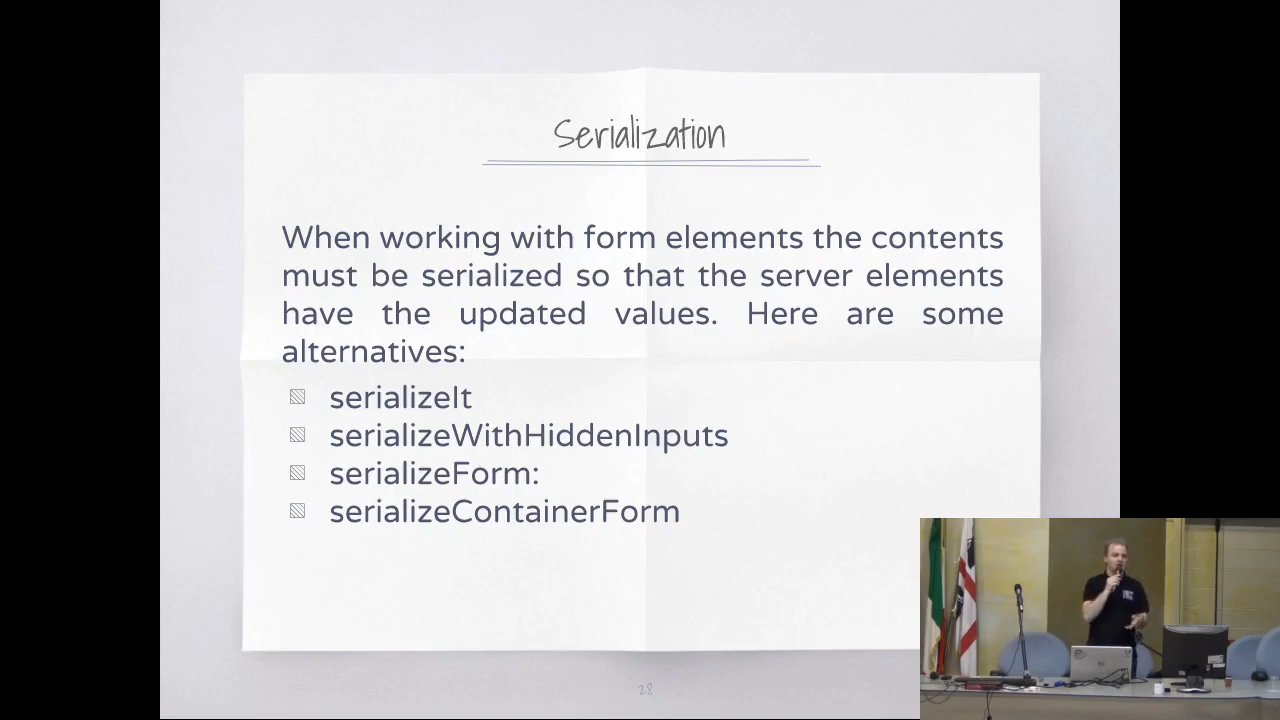 Serialization
When working with form elements the contents
must be serialized so that the server elements
have the updated values. Here are some
alternatives:
serializeIt
serializeWithHiddenInputs
serializeForm:
serializeContainerForm
28